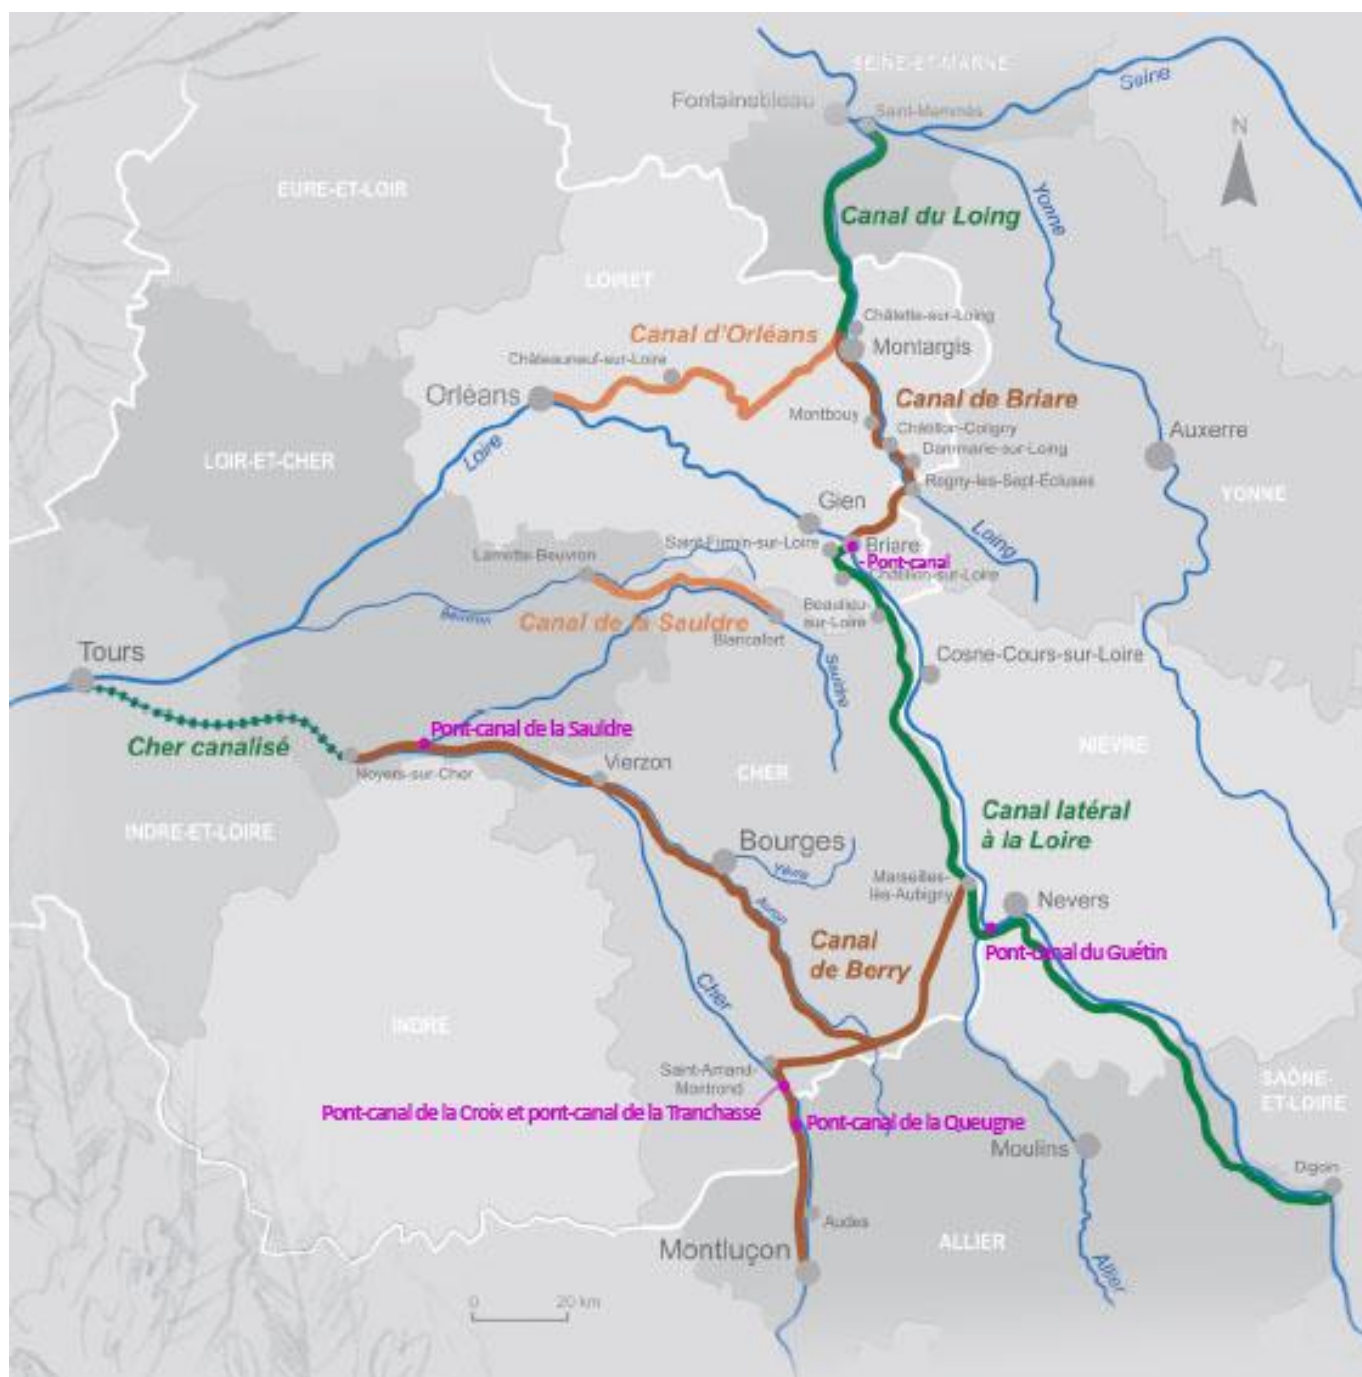 SEINE-ET-MARNE
Seine
Fontainebleau
Saint-Mammès
N
EURE-ET-LOIR
Yonne
Canal du Loing
LOIRET
Châlette-sur-Loing
Canal d'Orléans
Montargis
Châteauneuf-sur-Loire
Orléans
Canal de Briare
Montbouy
Châtillon-Coligny
Auxerre
Dammarie-sur-Loing
Loire
LOIR-ET-CHER
Rogny-les-Sept-Écluses
YONNE
Gien
Loing
Saint-Firmin-sur-Loire
Briare
Lamotte-Beuvron
- Pont-canal
Châtillon-sur-Loire
Beaulieu-
sur-Loire
Beuvron
Canal de la Sauldre
Blancafort
Tours
Cosne-Cours-sur-Loire
Sauldre
Pont-canal de la Sauldre
Cher canalisé
NIÈVRE
Noyers-sur-Cher
Vierzon
CHER
Canal latéral
à la Loire
INDRE-ET-LOIRE
Bourges
Yèvre
Marseilles-
lès-Aubigny
Nevers
Auron
Canal
de Berry
Pont-canal du Guétin
Cher
INDRE
Saint-Amand-
Montrond
SAÔNE-
ET-LOIRE
Pont-canal de la Croix et pont-canal de la Tranchasse
Pont-canal de la Queugne
Moulins
Digoin
Audes
Montluçon
ALLIER
Allier
0 20 km